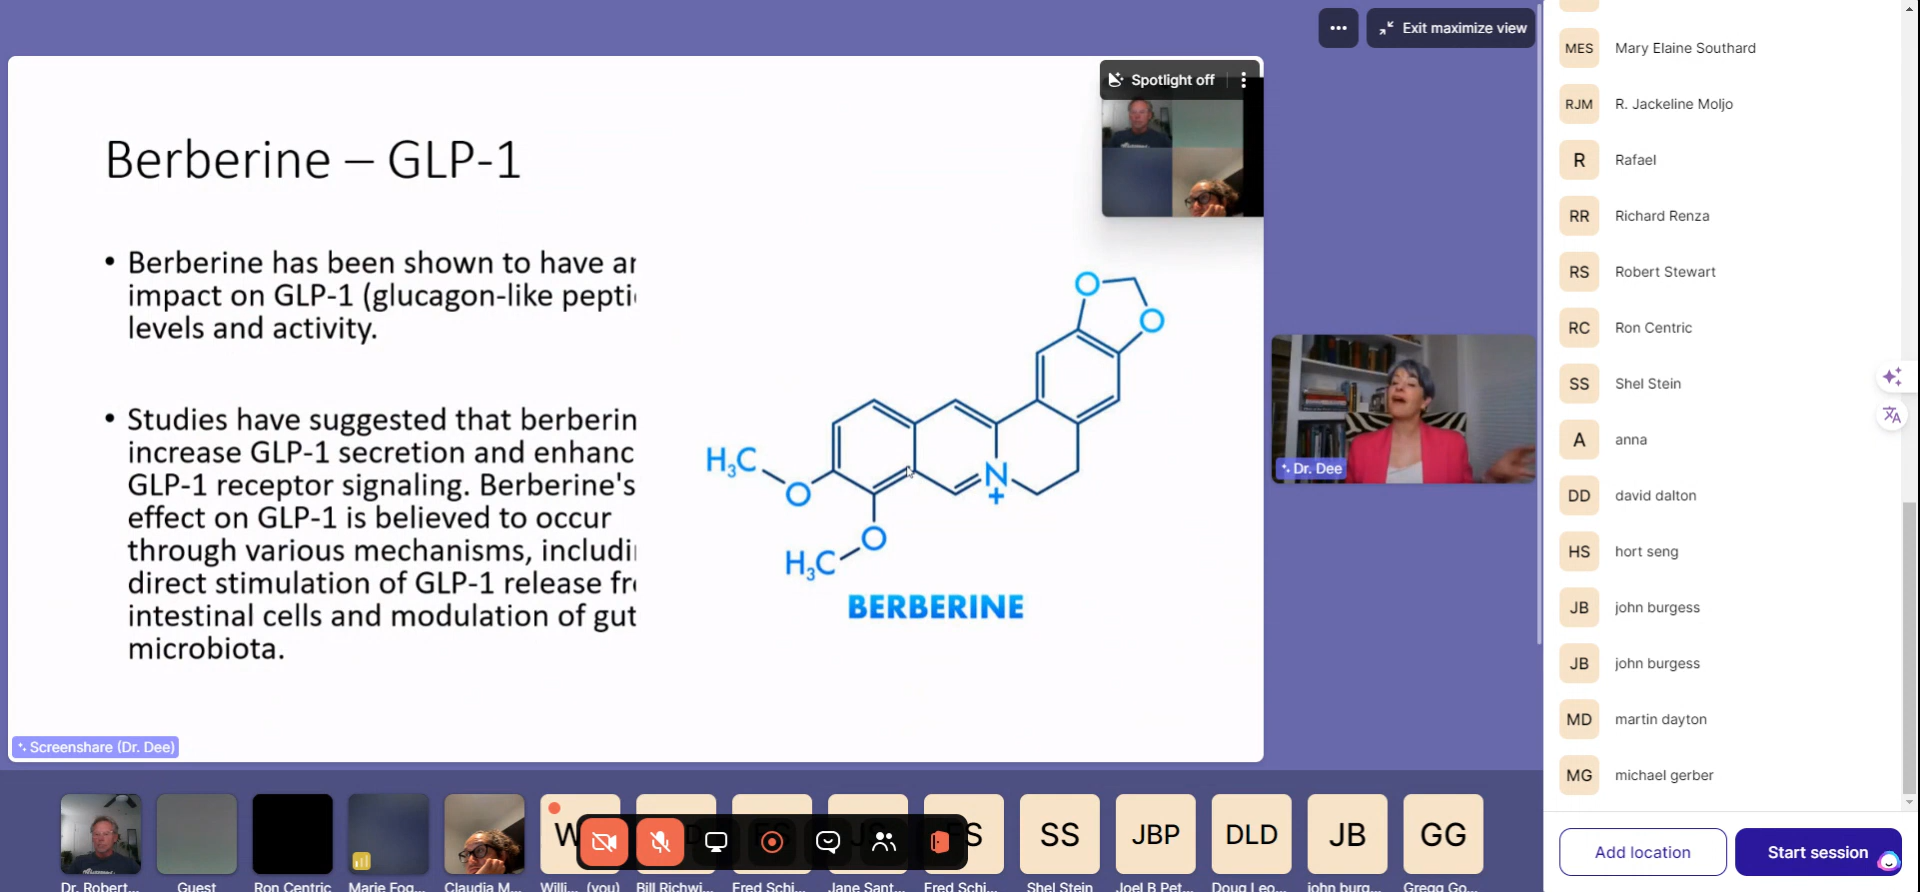 Exit maximize view
Spotlight off
Berberine – GLP-1
• Berberine has been shown to have
impact on GLP-1 (glucagon-like
levels and activity.
• Studies have suggested that
increase GLP-1 secretion and
GLP-1 receptor signaling. Berberine's
effect on GLP-1 is believed to occur
through various mechanisms,
direct stimulation of GLP-1 release
intestinal cells and modulation of gut
microbiota.
O
O
H3C
O
N
+
O
H3C
BERBERINE
Dr. Dee
Screenshare (Dr. Dee)
SS
JBP
DLD
JB
GG
Dr. Robert...
Guest
Ron Centric
Marie Fog...
Claudia M...
Willi... (you)
Bill Richwi...
Fred Schi...
Jane Sant...
Fred Schi...
Shel Stein
Joel B Pet...
Doug Leo...
john burg...
Gregg Go...
MES Mary Elaine Southard
RJM R. Jackeline Moljo
R Rafael
RR Richard Renza
RS Robert Stewart
RC Ron Centric
SS Shel Stein
A anna
DD david dalton
HS hort seng
JB john burgess
JB john burgess
MD martin dayton
MG michael gerber
Add location
Start session